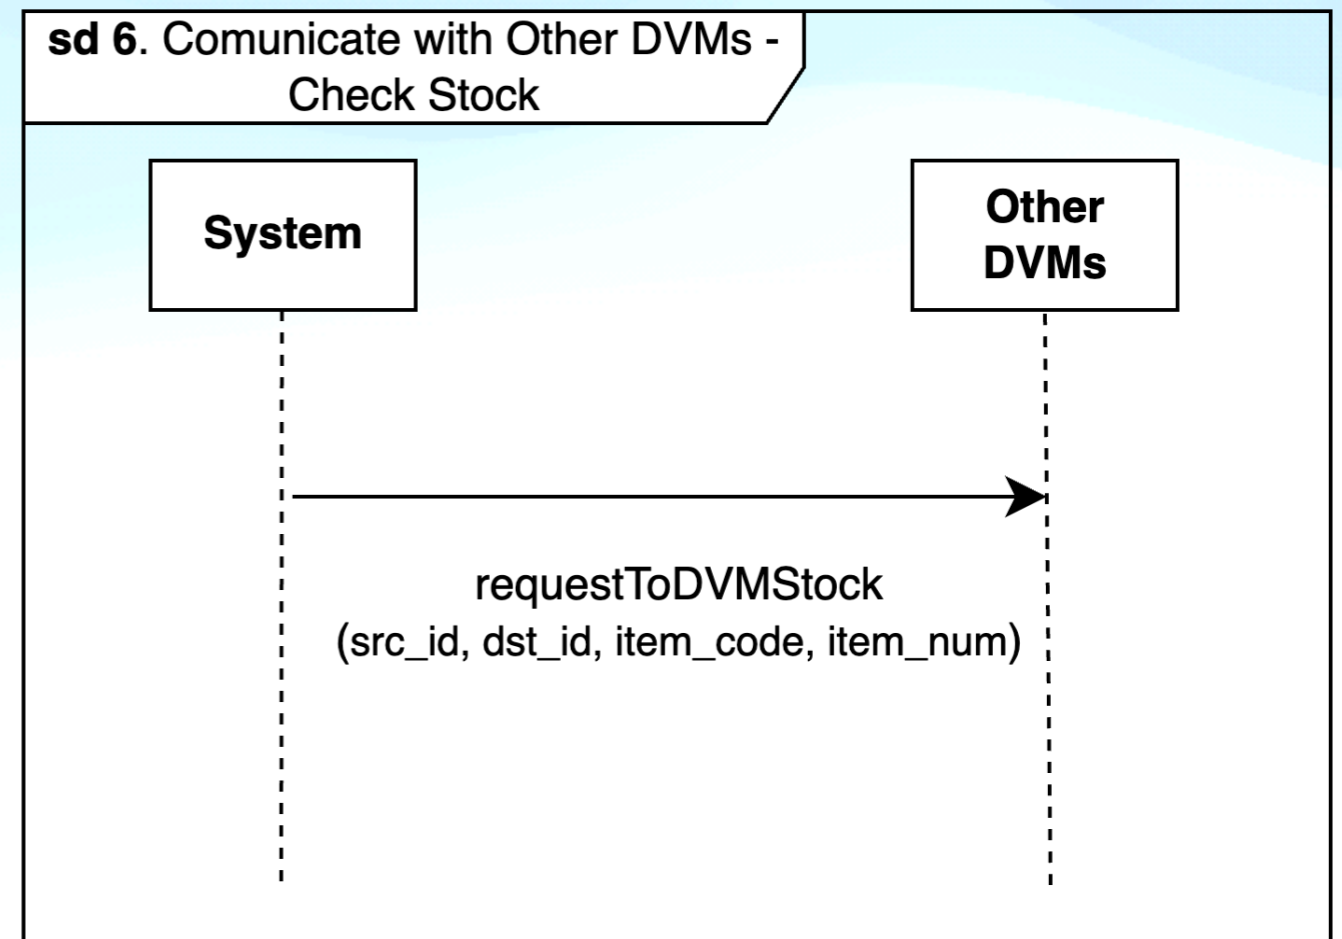 sd 6. Comunicate with Other DVMs -
Check Stock
System
Other
DVMs
requestToDVMStock
(src_id, dst_id, item_code, item_num)